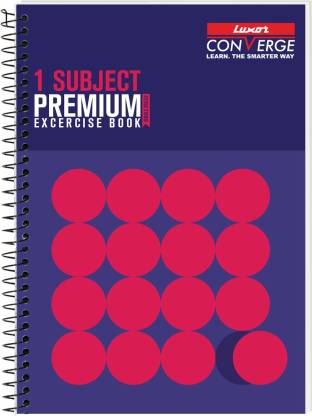 Luxor
CONVERGE
LEARN. THE SMARTER WAY
1 SUBJECT
PREMIUM
EXCERCISE BOOK